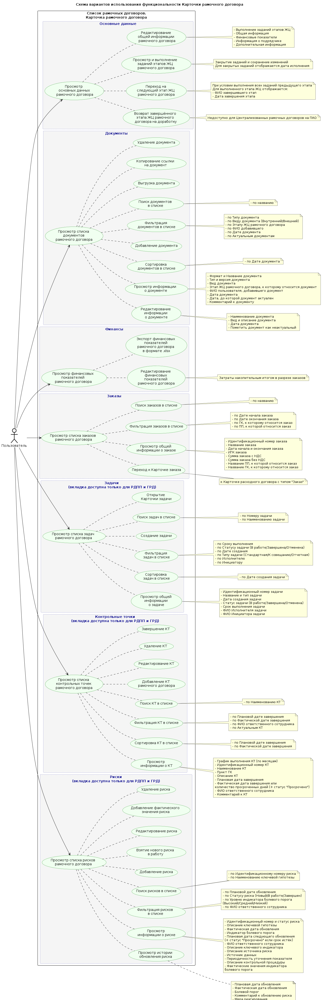 Схема вариантов использования функциональности Карточки рамочного договора
Список рамочных договоров.
Карточка рамочного договора
Основные данные
Редактирование
общей информации
рамочного договора
- Выполнение заданий этапов ЖЦ
- Общая информация
- Финансовые показатели
- Информация о подрядчике
- Дополнительная информация
Просмотр и выполнение
заданий этапов ЖЦ
рамочного договора
Закрытие заданий и сохранение изменений
Для закрытых заданий отображается дата исполнения
Просмотр
основных данных
рамочного договора
Переход на
следующий этап ЖЦ
рамочного договора
При условии выполнения всех заданий предыдущего этапа
Для выполненного этапа ЖЦ отображается:
- ФИО завершившего этап
- Дата завершения этапа
Возврат завершённого
этапа ЖЦ рамочного
договора на доработку
Недоступно для Централизованных рамочных договоров на ПАО
Документы
Удаление документа
Копирование ссылки
на документ
Выгрузка документа
Поиск документов
в списке
- по названию
Просмотр списка
документов
рамочного договора
Фильтрация
документов в списке
- по Типу документа
- по Виду документа (Внутренний/Внешний)
- по Этапу ЖЦ рамочного договора
- по ФИО добавившего
- по Дате документа
- по Актуальным документам
Добавление документа
Сортировка
документов в списке
- по Дате документа
Просмотр информации
о документе
- Формат и Название документа
- Тип и версия документа
- Вид документа
- Этап ЖЦ рамочного договора, к которому относится документ
- ФИО пользователя, добавившего документ
- Дата документа
- Дата, до которой документ актуален
- Комментарий к документу
Редактирование
информации
о документе
- Наименование документа
- Вид и описание документа
- Дата документа
- Пометить документ как неактуальный
Финансы
Экспорт финансовых
показателей
рамочного договора
в формате .xlsx
Просмотр финансовых
показателей
рамочного договора
Редактирование
финансовых
показателей
рамочного договора
Затраты накопительным итогом в разрезе заказов
Заказы
Поиск заказов в списке
- по названию
Фильтрация заказов в списке
- по Дате начала заказа
- по Дате окончания заказа
- по ГК, к которому относится заказ
- по ПП, к которой относится заказ
Пользователь
Просмотр списка заказов
рамочного договора
Просмотр общей
информации о заказе
- Идентификационный номер заказа
- Название заказа
- Дата начала и окончания заказа
- ИГК заказа
- Сумма заказа с НДС
- Сумма заказа без НДС
- Название ПП, к которой относится заказ
- Название ГК, к которому относится заказ
Переход к Карточке заказа
к Карточке расходного договора с типом "Заказ"
Задачи
(вкладка доступна только для РДПП и ГРД)
Открытие
Карточки задачи
Поиск задач в списке
- по Номеру задачи
- по Наименованию задачи
Просмотр списка задач
рамочного договора
Создание задачи
Фильтрация
задач в списке
- по Сроку выполнения
- по Статусу задачи (В работе/Завершена/Отменена)
- по Дате создания
- по Типу задачи (Стандартная/К совещанию/Отчетная)
- по Исполнителю
- по Инициатору
Сортировка
задач в списке
- по Дате создания задачи
Просмотр общей
информации
о задаче
- Идентификационный номер задачи
- Название и тип задачи
- Дата создания задачи
- Статус задачи (В работе/Завершена/Отменена)
- Срок выполнения задачи
- ФИО Исполнителя задачи
- ФИО Инициатора задачи
Контрольные точки
(вкладка доступна только для РДПП и ГРД)
Завершение КТ
Удаление КТ
Редактирование КТ
Просмотр списка
контрольных точек
рамочного договора
Добавление КТ
рамочного договора
Поиск КТ в списке
- по Наименованию КТ
Фильтрация КТ в списке
- по Плановой дате завершения
- по Фактической дате завершения
- по ФИО ответственного сотрудника
- по Актуальным КТ
Сортировка КТ в списке
- по Плановой дате завершения
- по Фактической дате завершения
Просмотр
информации о КТ
- График выполнения КТ (по месяцам)
- Идентификационный номер КТ
- Наименование КТ
- Пункт ГК
- Описание КТ
- Плановая дата завершения
- Фактическая дата завершения или
количество просроченных дней (+ статус "Просрочено")
- ФИО ответственного сотрудника
- Комментарий к КТ
Риски
(вкладка доступна только для РДПП и ГРД)
Удаление риска
Добавление фактического
значения риска
Редактирование риска
Взятие нового риска
в работу
Просмотр списка рисков
рамочного договора
Добавление риска
Поиск рисков в списке
- по Идентификационному номеру риска
- по Наименованию ключевой гипотезы
Фильтрация рисков
в списке
- по Плановой дате обновления
- по Статусу риска (Новый/В работе/Завершен)
- по Уровню индикатора болевого порога
(Высокий/Средний/Низкий)
- по ФИО ответственного сотрудника
Просмотр
информации о риске
- Идентификационный номер и статус риска
- Описание ключевой гипотезы
- Фактическая дата обновления
- Индикатор болевого порога
- Плановая дата следующего обновления
(+ статус "Просрочено" если срок истёк)
- ФИО ответственного сотрудника
- Описание ключевого индикатора
- Описание источника риска
- Источник данных
- Периодичность уточнения показателя
- Описание контрольной процедуры
- Фактические значения индикатора
болевого порога
Просмотр истории
обновления риска
- Плановая дата обновления
- Фактическая дата обновления
- Болевой порог
- Комментарий к обновлению риска
- Мера реагирования